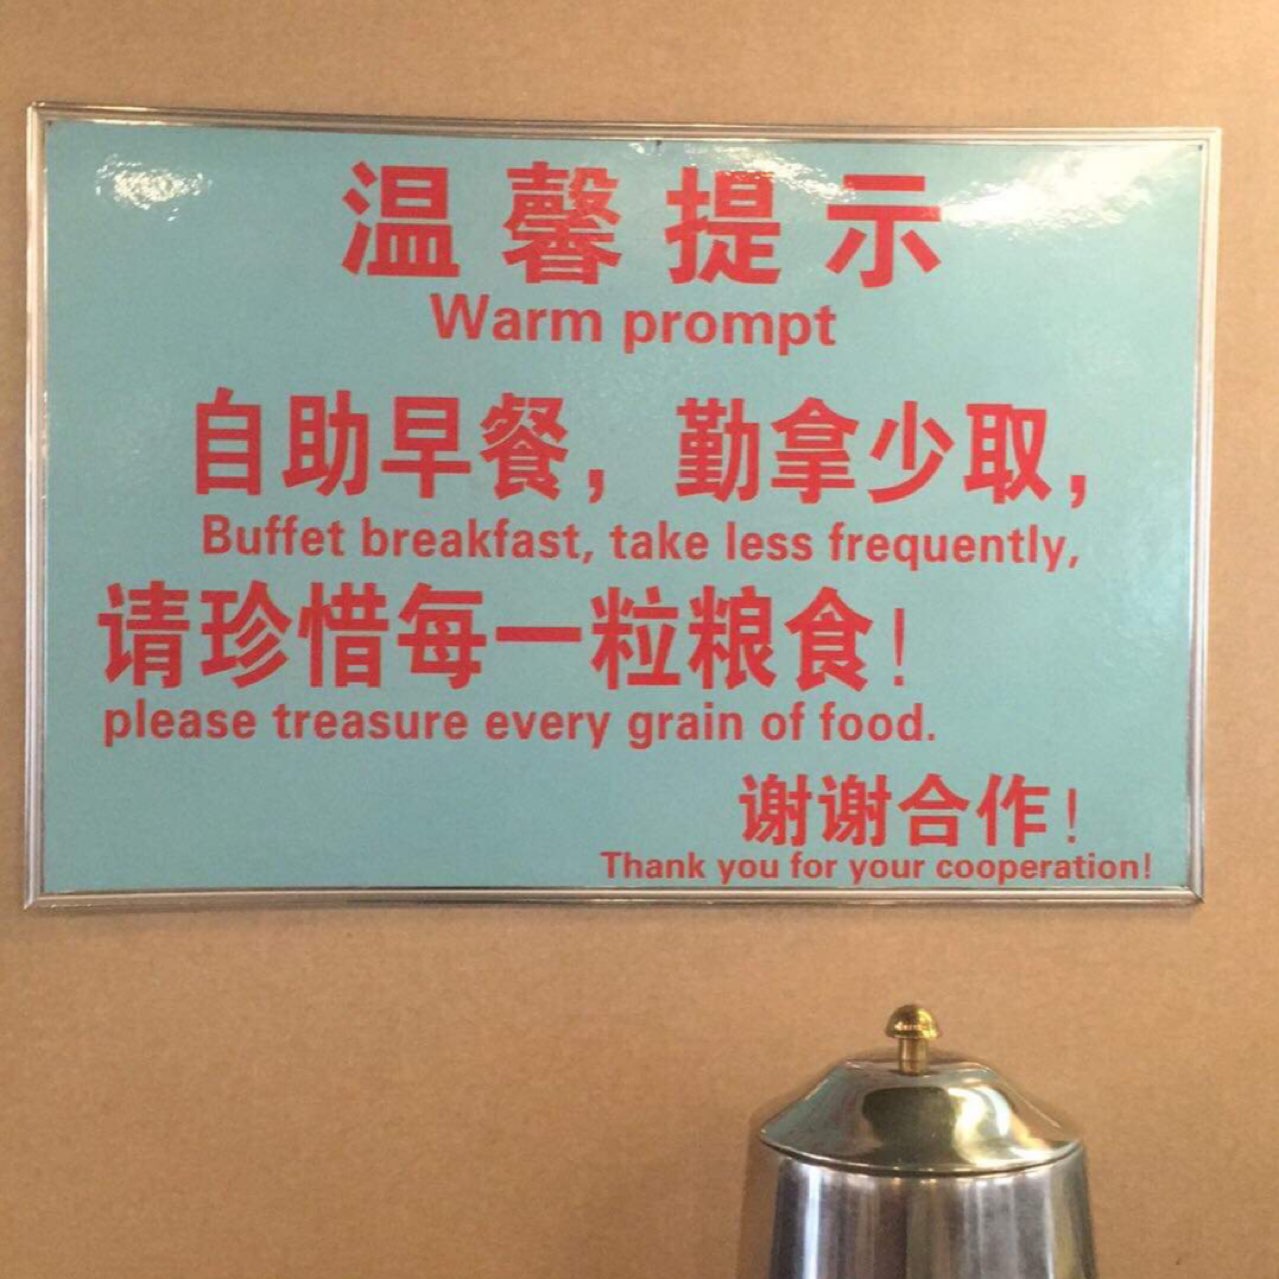 温馨提示
Warm prompt
自助早餐，勤拿少取，
Buffet breakfast, take less frequently,
请珍惜每一粒粮食！
please treasure every grain of food.
谢谢合作！
Thank you for your cooperation!